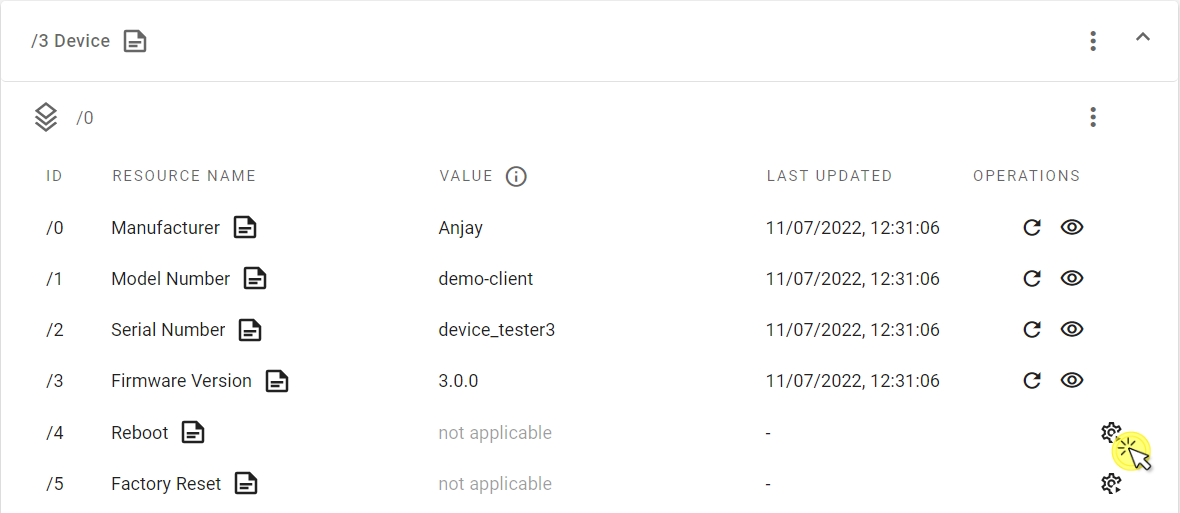 /3 Device
/0
ID RESOURCE NAME VALUE LAST UPDATED OPERATIONS
/0 Manufacturer Anjay 11/07/2022, 12:31:06
/1 Model Number demo-client 11/07/2022, 12:31:06
/2 Serial Number device_tester3 11/07/2022, 12:31:06
/3 Firmware Version 3.0.0 11/07/2022, 12:31:06
/4 Reboot not applicable -
/5 Factory Reset not applicable -